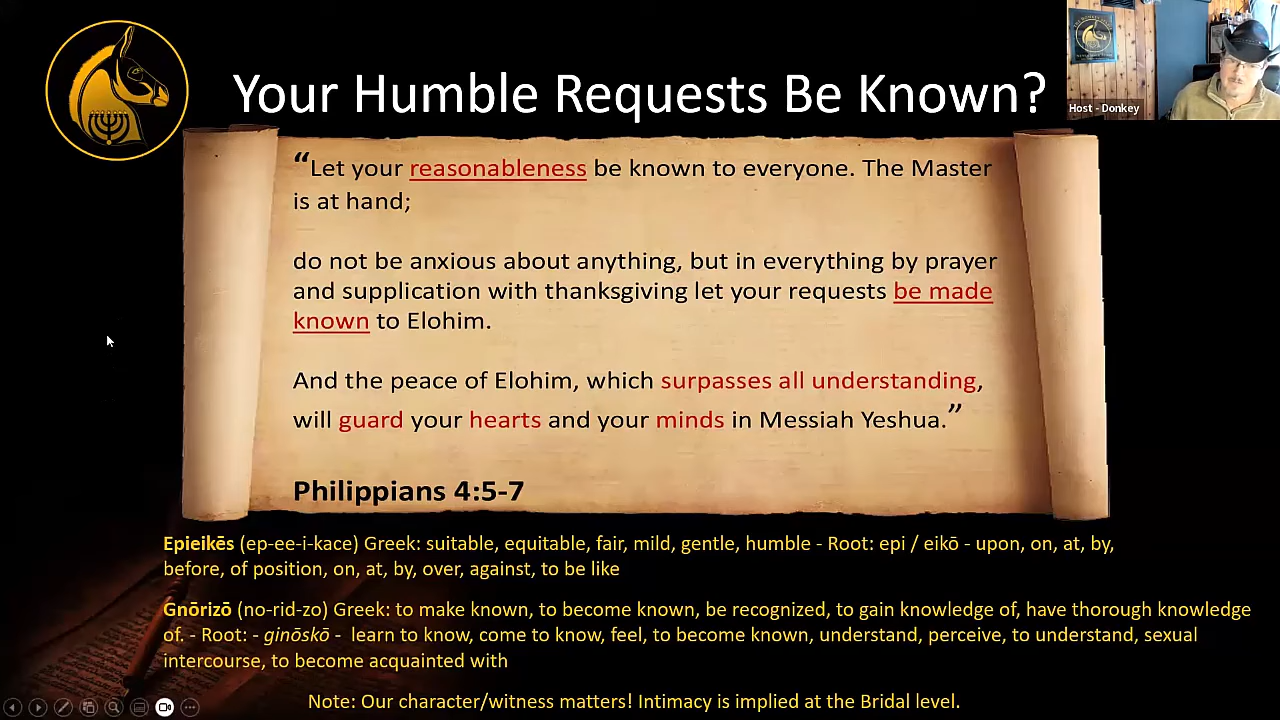 Your Humble Requests Be Known?
Host - Donkey
“Let your reasonableness be known to everyone. The Master
is at hand;
do not be anxious about anything, but in everything by prayer
and supplication with thanksgiving let your requests be made
known to Elohim.
And the peace of Elohim, which surpasses all understanding,
will guard your hearts and your minds in Messiah Yeshua.”
Philippians 4:5-7
Epieikēs (ep-ee-i-kace) Greek: suitable, equitable, fair, mild, gentle, humble - Root: epi / eikō - upon, on, at, by,
before, of position, on, at, by, over, against, to be like
Gnōrizō (no-rid-zo) Greek: to make known, to become known, be recognized, to gain knowledge of, have thorough knowledge
of. - Root: - ginōskō - learn to know, come to know, feel, to become known, understand, perceive, to understand, sexual
intercourse, to become acquainted with
Note: Our character/witness matters! Intimacy is implied at the Bridal level.